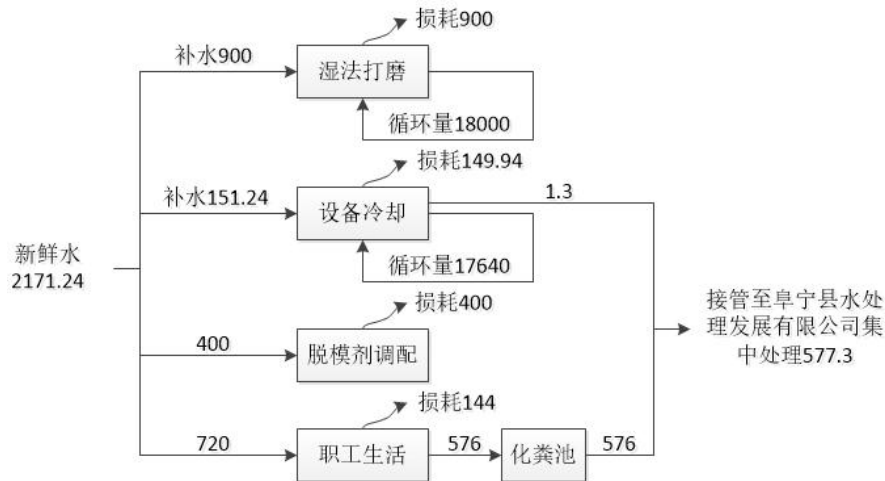 损耗900
补水900
湿法打磨
循环量18000
损耗149.94
补水151.24
设备冷却
1.3
循环量17640
新鲜水
2171.24
损耗400
400
脱模剂调配
接管至阜宁县水处
理发展有限公司集
中处理577.3
损耗144
720
职工生活
576
化粪池
576